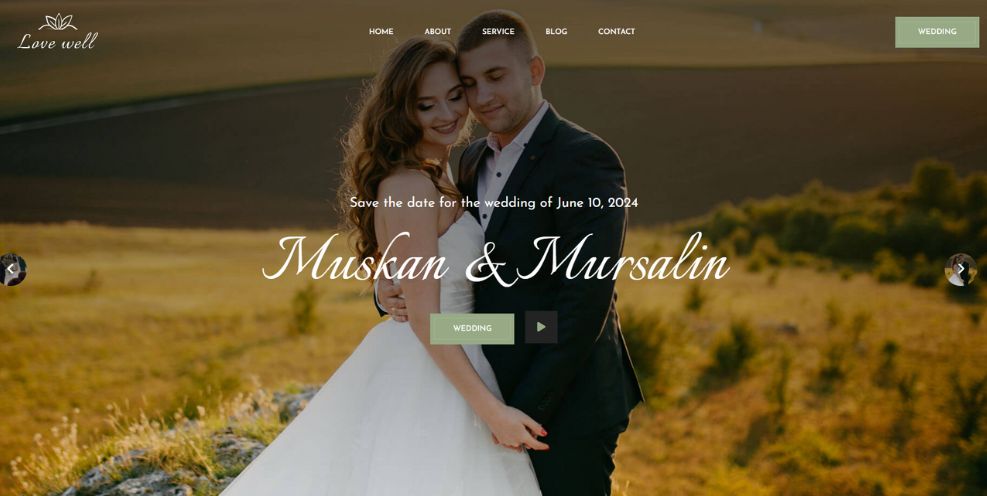 Love well
HOME ABOUT SERVICE BLOG CONTACT
WEDDING
Save the date for the wedding of June 10, 2024
Muskan & Mursalin
WEDDING